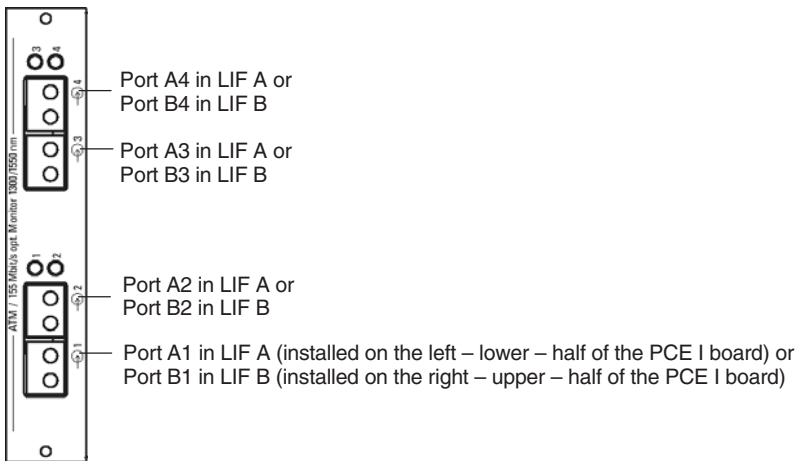 3 4
4
Port A4 in LIF A or
Port B4 in LIF B
3
Port A3 in LIF A or
Port B3 in LIF B
ATM / 155 Mbit/s opt. Monitor 1300/1550 nm
1 2
2
Port A2 in LIF A or
Port B2 in LIF B
1
Port A1 in LIF A (installed on the left – lower – half of the PCE I board) or
Port B1 in LIF B (installed on the right – upper – half of the PCE I board)